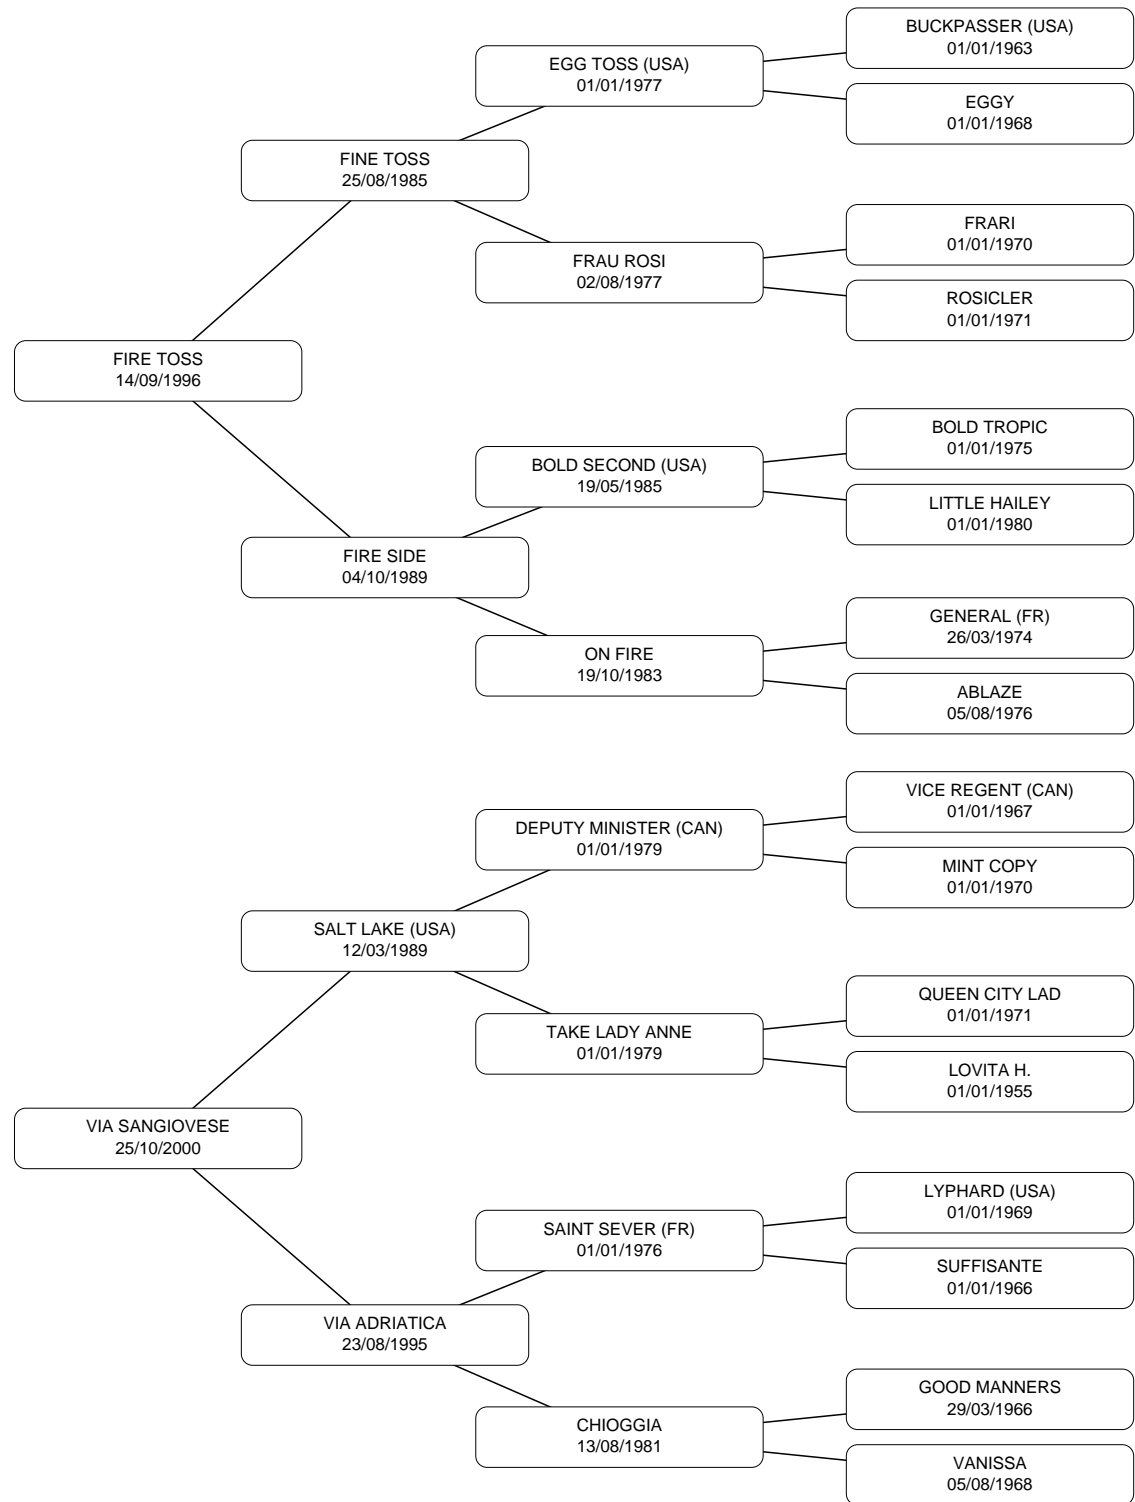 BUCKPASSER (USA)
01/01/1963
EGG TOSS (USA)
01/01/1977
EGGY
01/01/1968
FINE TOSS
25/08/1985
FRARI
01/01/1970
FRAU ROSI
02/08/1977
ROSICLER
01/01/1971
FIRE TOSS
14/09/1996
BOLD TROPIC
01/01/1975
BOLD SECOND (USA)
19/05/1985
LITTLE HAILEY
01/01/1980
FIRE SIDE
04/10/1989
GENERAL (FR)
26/03/1974
ON FIRE
19/10/1983
ABLAZE
05/08/1976
VICE REGENT (CAN)
01/01/1967
DEPUTY MINISTER (CAN)
01/01/1979
MINT COPY
01/01/1970
SALT LAKE (USA)
12/03/1989
QUEEN CITY LAD
01/01/1971
TAKE LADY ANNE
01/01/1979
LOVITA H.
01/01/1955
VIA SANGIOVESE
25/10/2000
LYPHARD (USA)
01/01/1969
SAINT SEVER (FR)
01/01/1976
SUFFISANTE
01/01/1966
VIA ADRIATICA
23/08/1995
GOOD MANNERS
29/03/1966
CHIOGGIA
13/08/1981
VANISSA
05/08/1968